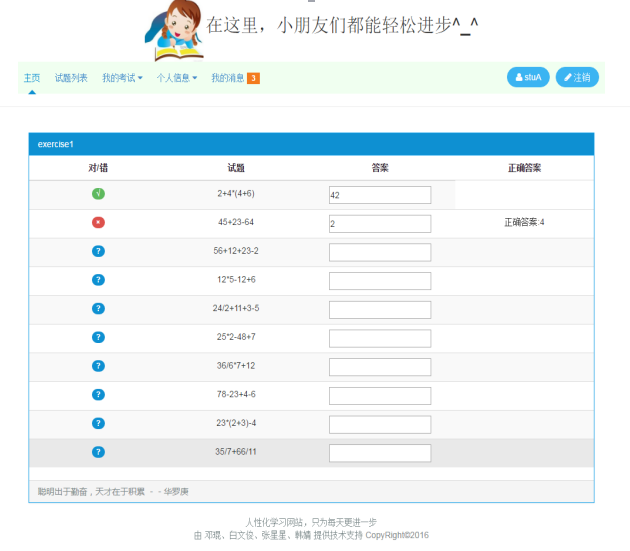 在这里，小朋友们都能轻松进步^_^
主页 试题列表 我的考试 个人信息 我的消息 3 stuA 注销
exercise1
对/错 试题 答案 正确答案
√ 2+4*(4+6) 42
× 45+23-64 2 正确答案:4
? 56+12+23-2
? 12*5-12+6
? 24/2+11+3-5
? 25*2-48+7
? 36/6*7+12
? 78-23+4-6
? 23*(2+3)-4
? 35/7+66/11
聪明出于勤奋，天才在于积累 - - 华罗庚
人性化学习网站，只为每天更进一步
由 邓琨、白文俊、张星星、韩婧 提供技术支持 CopyRight©2016